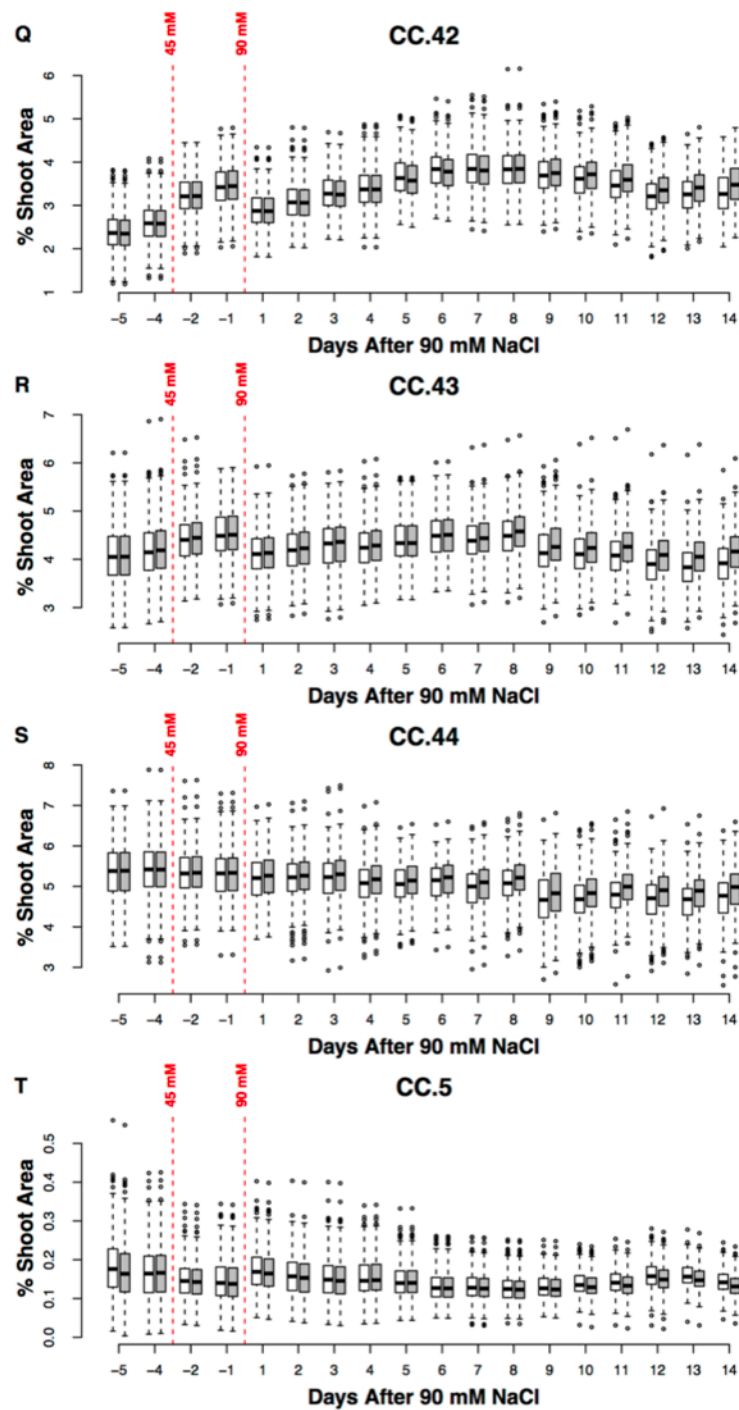 Q
CC.42
45 mM
90 mM
% Shoot Area
6
5
4
3
2
1
-5 -4 -2 -1 1 2 3 4 5 6 7 8 9 10 11 12 13 14
Days After 90 mM NaCl
R
CC.43
45 mM
90 mM
% Shoot Area
7
6
5
4
3
-5 -4 -2 -1 1 2 3 4 5 6 7 8 9 10 11 12 13 14
Days After 90 mM NaCl
S
CC.44
45 mM
90 mM
% Shoot Area
8
7
6
5
4
3
-5 -4 -2 -1 1 2 3 4 5 6 7 8 9 10 11 12 13 14
Days After 90 mM NaCl
T
CC.5
45 mM
90 mM
% Shoot Area
0.5
0.4
0.3
0.2
0.1
0.0
-5 -4 -2 -1 1 2 3 4 5 6 7 8 9 10 11 12 13 14
Days After 90 mM NaCl